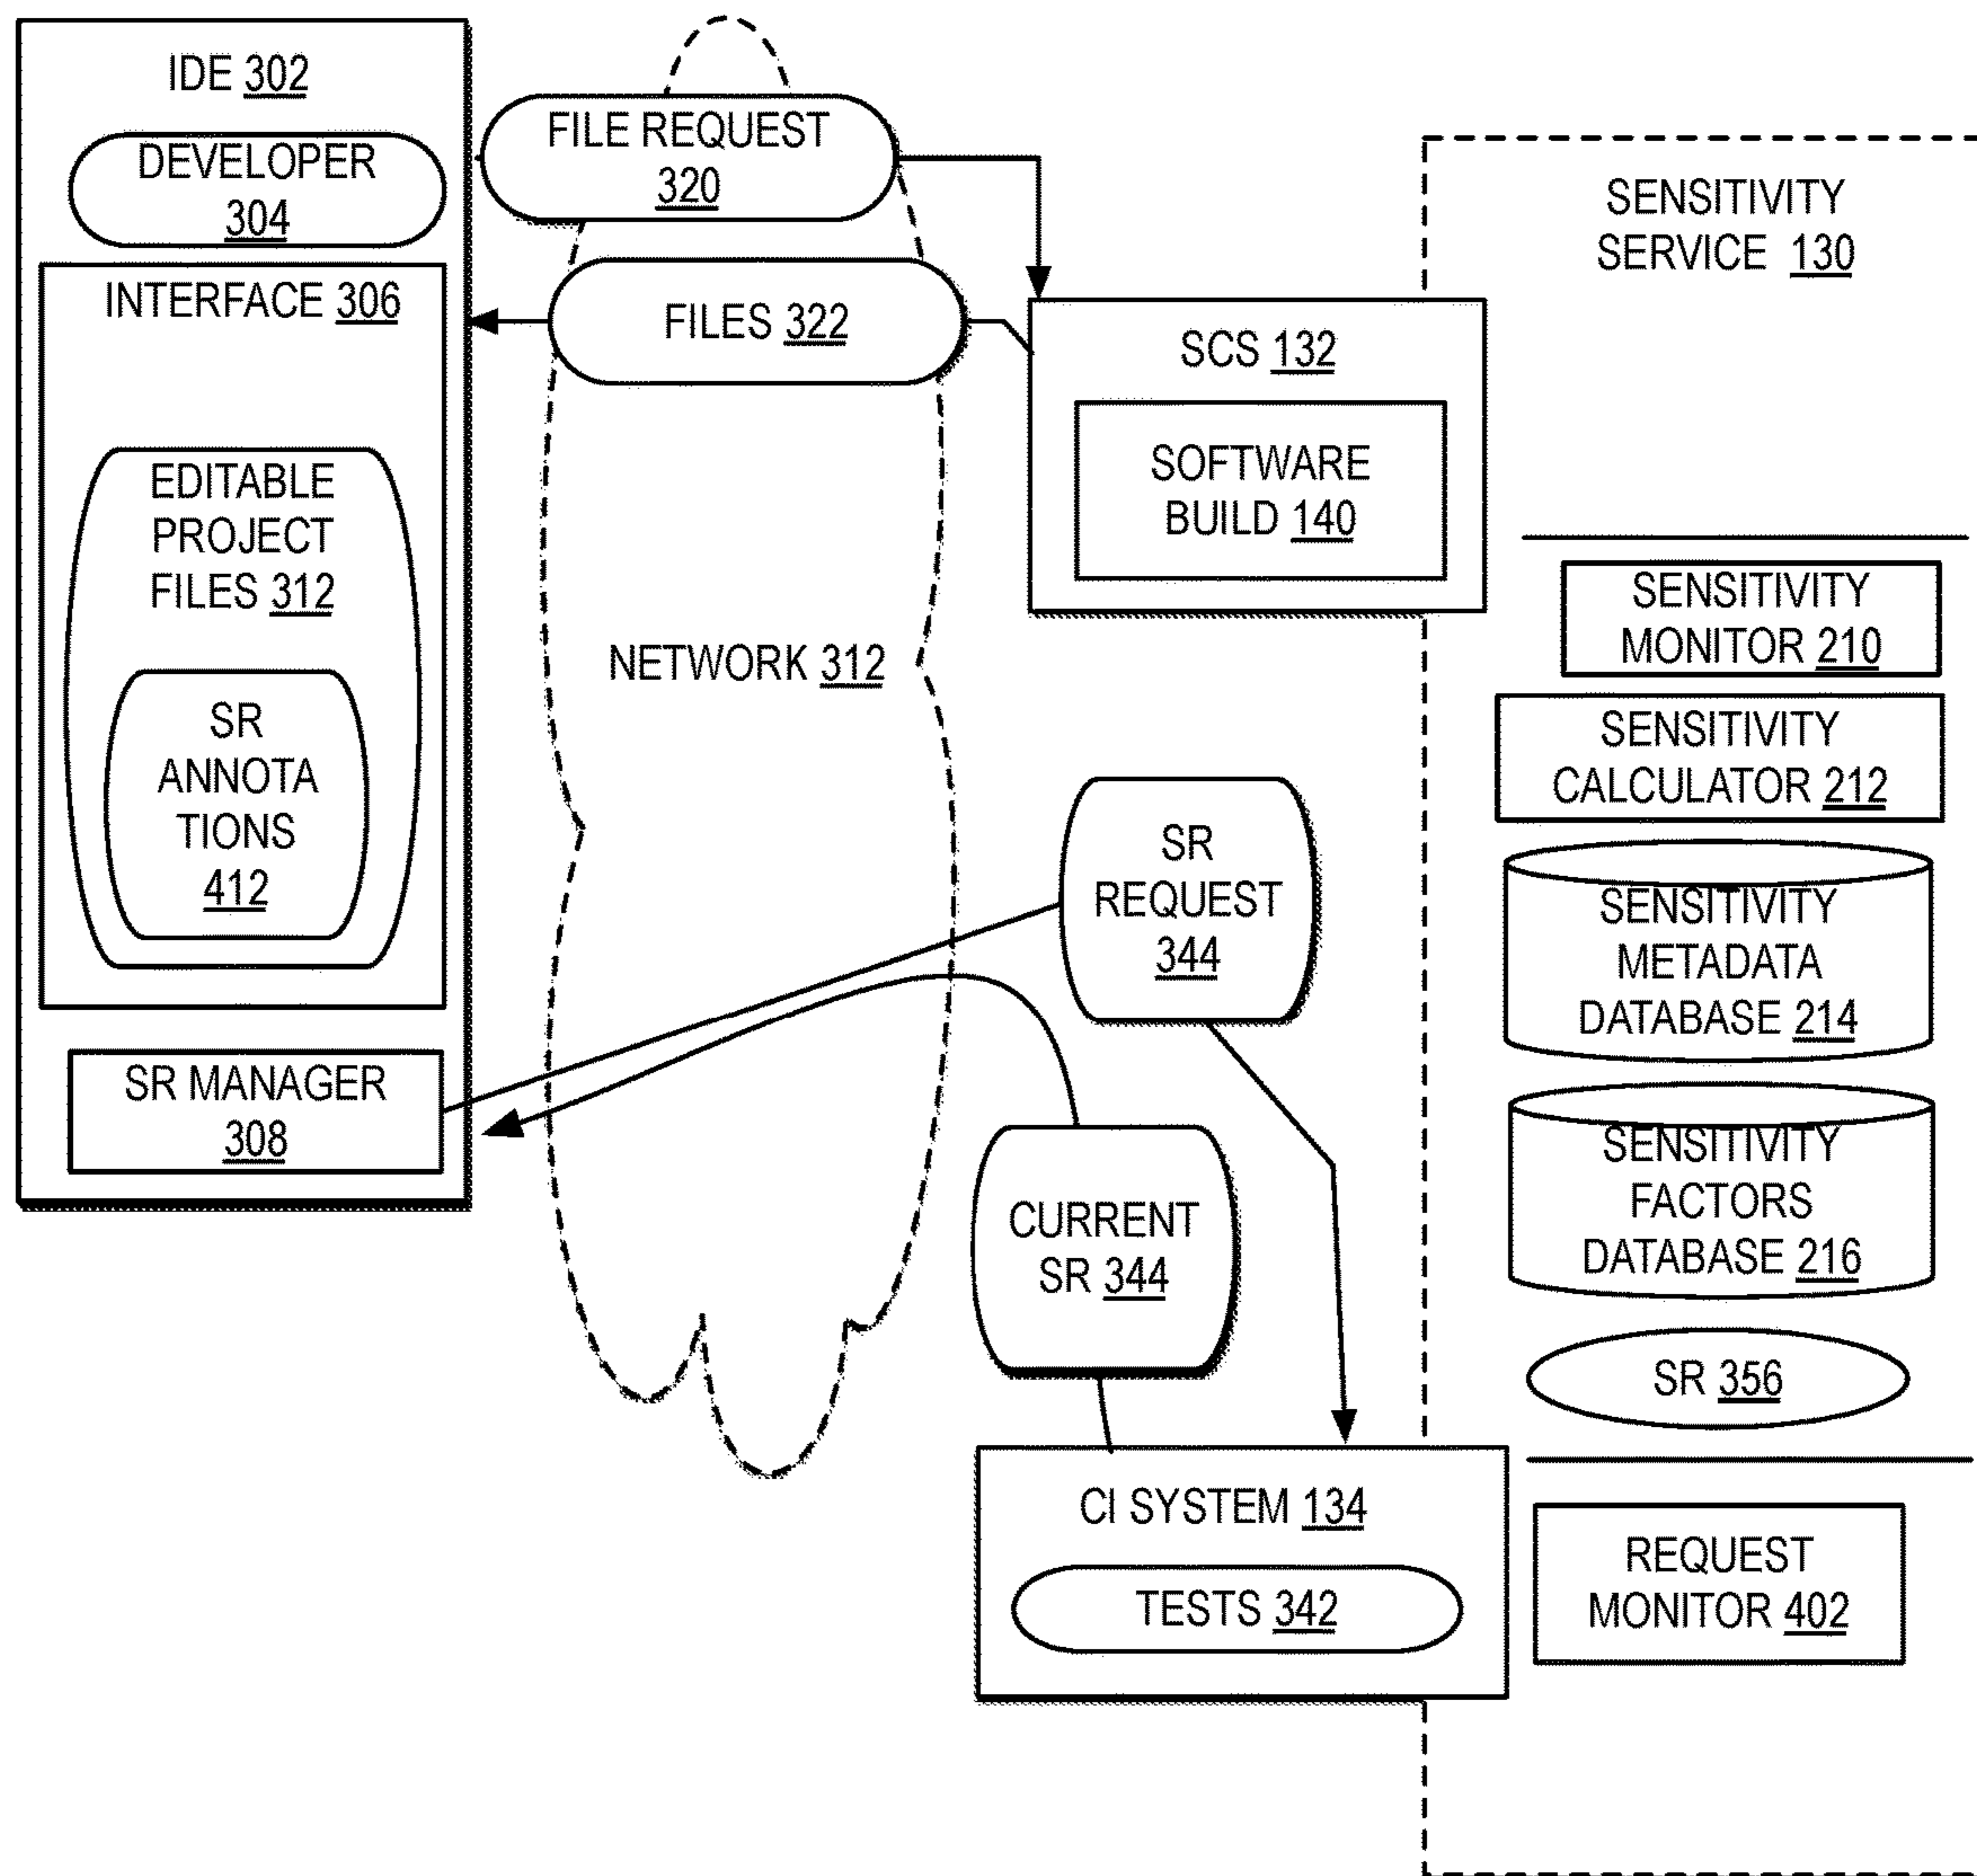 IDE 302
DEVELOPER
304
INTERFACE 306
EDITABLE
PROJECT
FILES 312
SR
ANNOTA
TIONS
412
SR MANAGER
308
FILE REQUEST
320
FILES 322
NETWORK 312
SCS 132
SOFTWARE
BUILD 140
SR
REQUEST
344
CURRENT
SR 344
CI SYSTEM 134
TESTS 342
SENSITIVITY
SERVICE 130
SENSITIVITY
MONITOR 210
SENSITIVITY
CALCULATOR 212
SENSITIVITY
METADATA
DATABASE 214
SENSITIVITY
FACTORS
DATABASE 216
SR 356
REQUEST
MONITOR 402